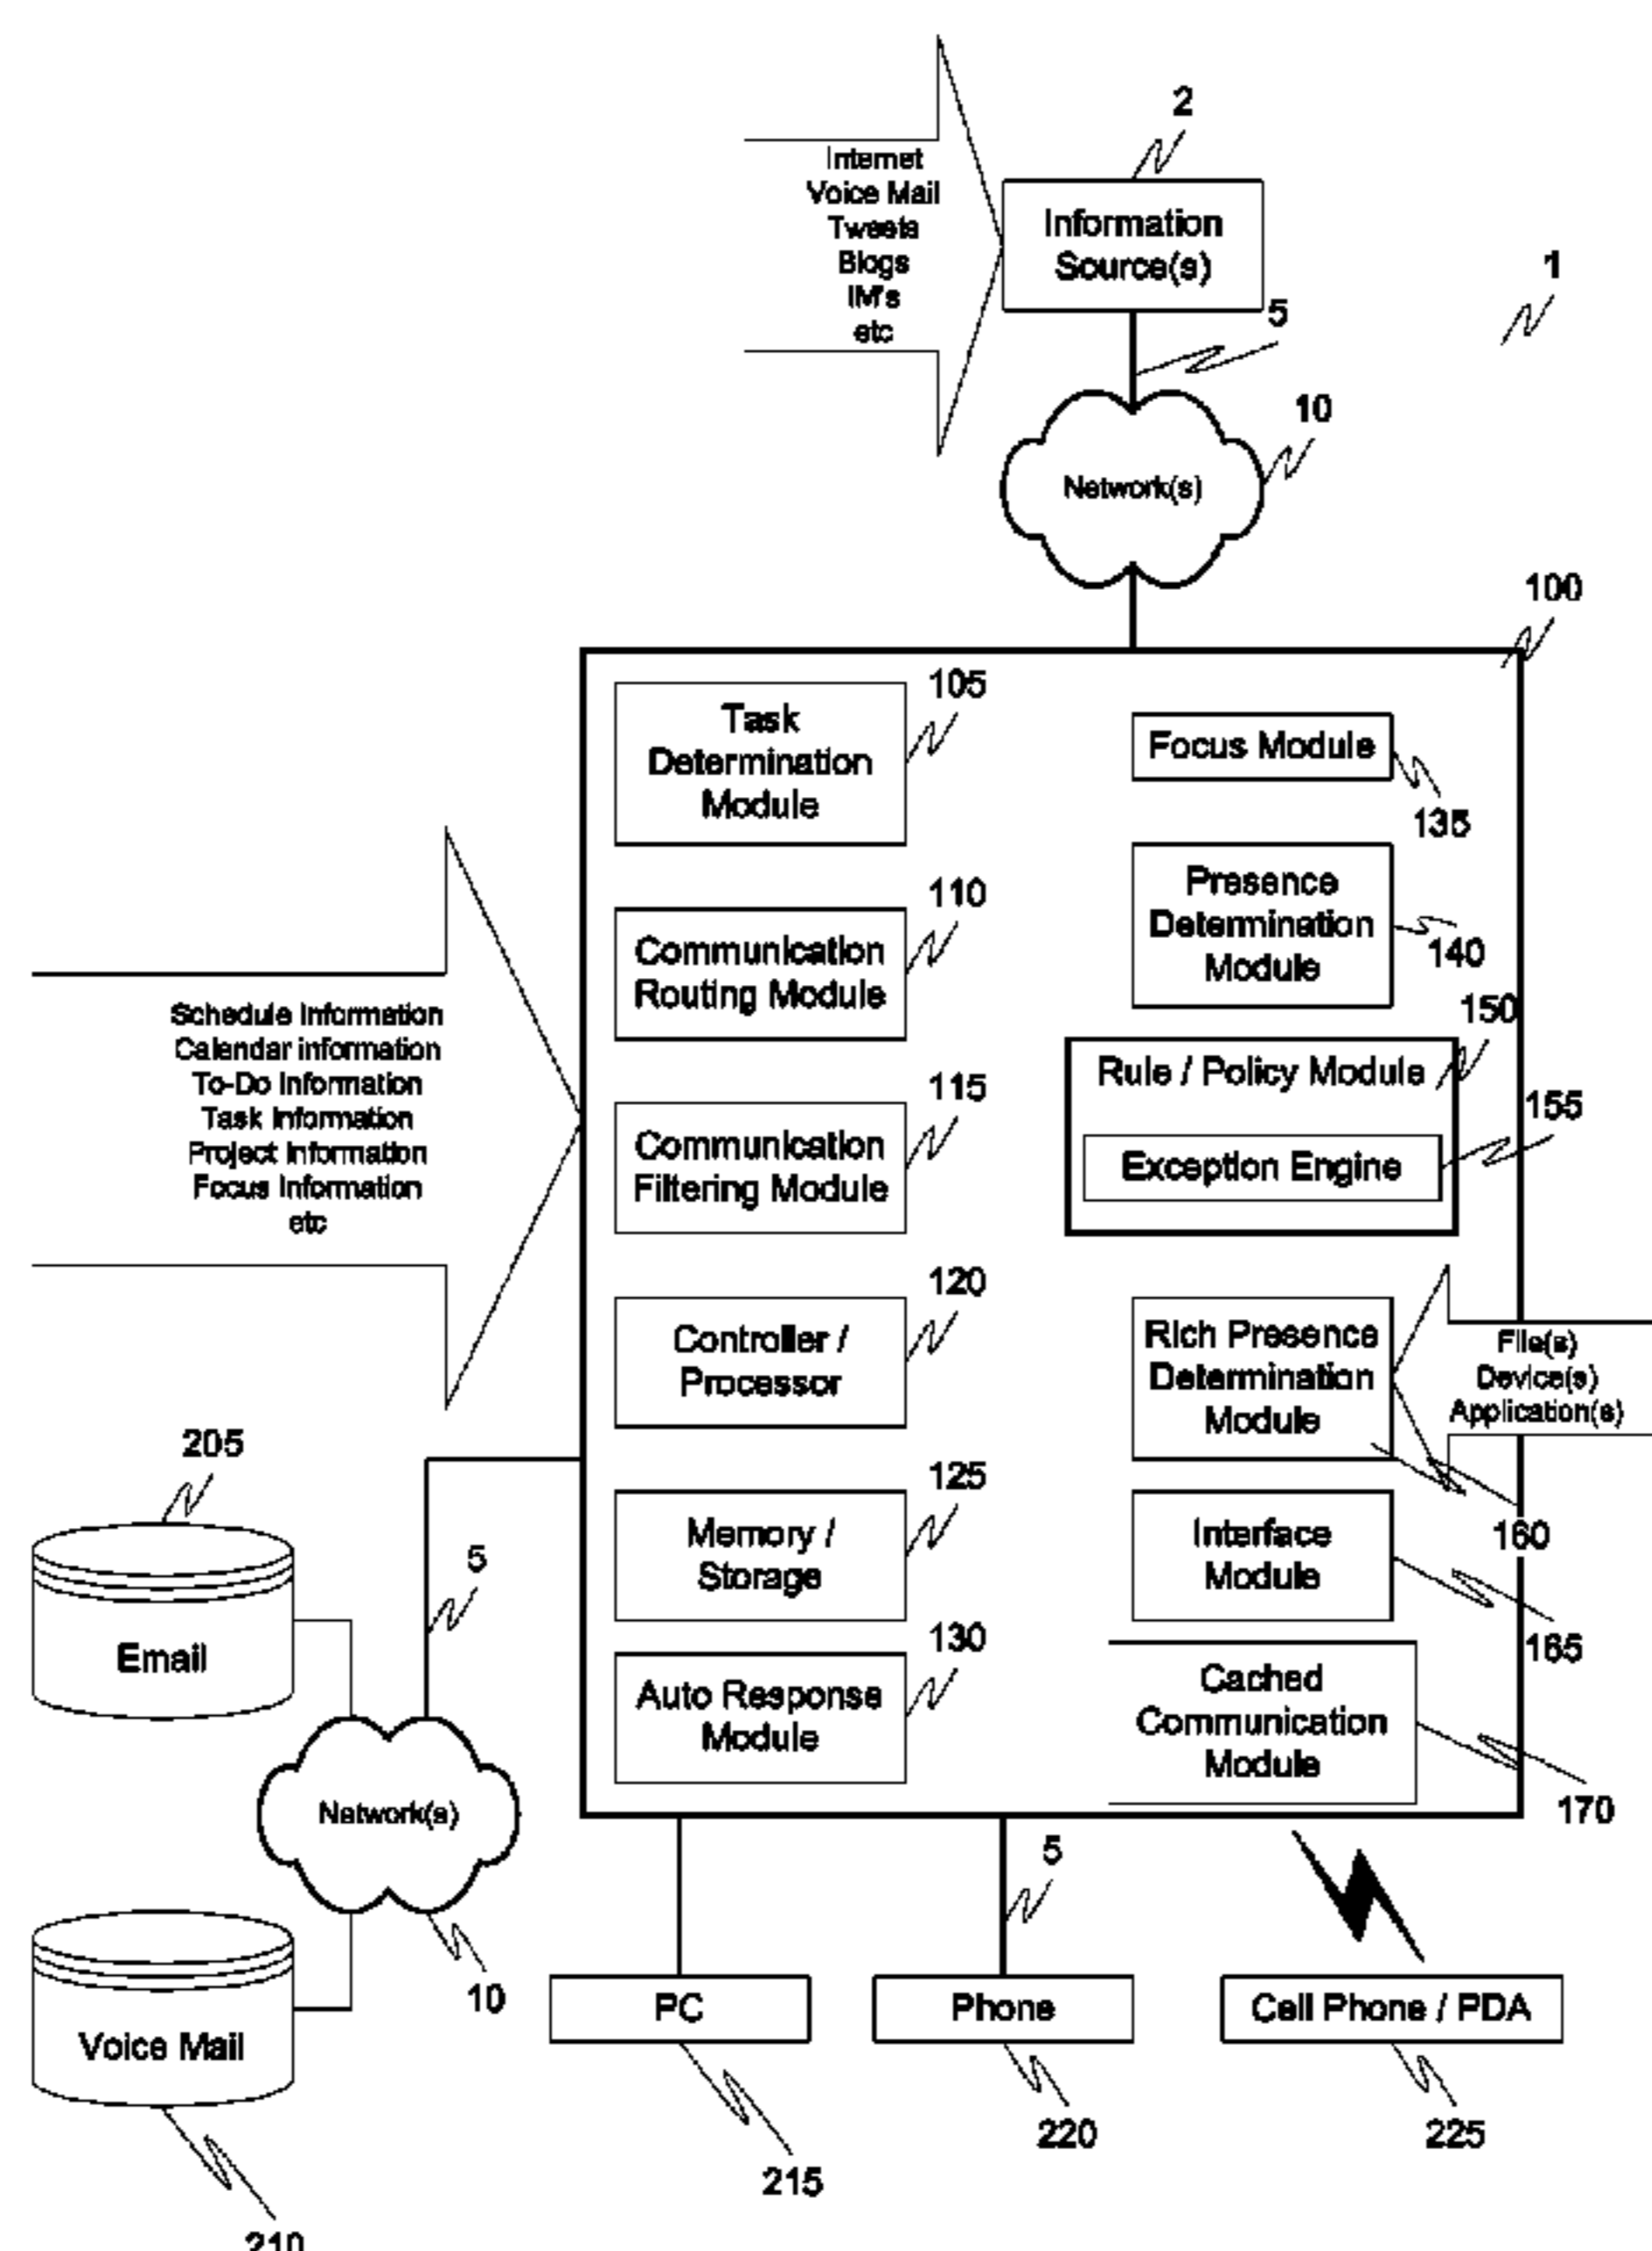 2
Internet
Voice Mail
Tweets
Blogs
IM's
etc
Information
Source(s)
1
5
10
Network(s)
100
105
Task
Determination
Module
Focus Module
135
110
Communication
Routing Module
Presence
Determination
Module
140
150
Rule / Policy Module
155
Exception Engine
Schedule Information
Calendar information
To-Do Information
Task Information
Project Information
Focus Information
etc
115
Communication
Filtering Module
120
Controller /
Processor
Rich Presence
Determination
Module
File(s)
Device(s)
Application(s)
160
205
Email
5
125
Memory /
Storage
Interface
Module
165
130
Auto Response
Module
Cached
Communication
Module
170
Network(s)
10
5
Voice Mail
210
PC
215
Phone
220
Cell Phone / PDA
225